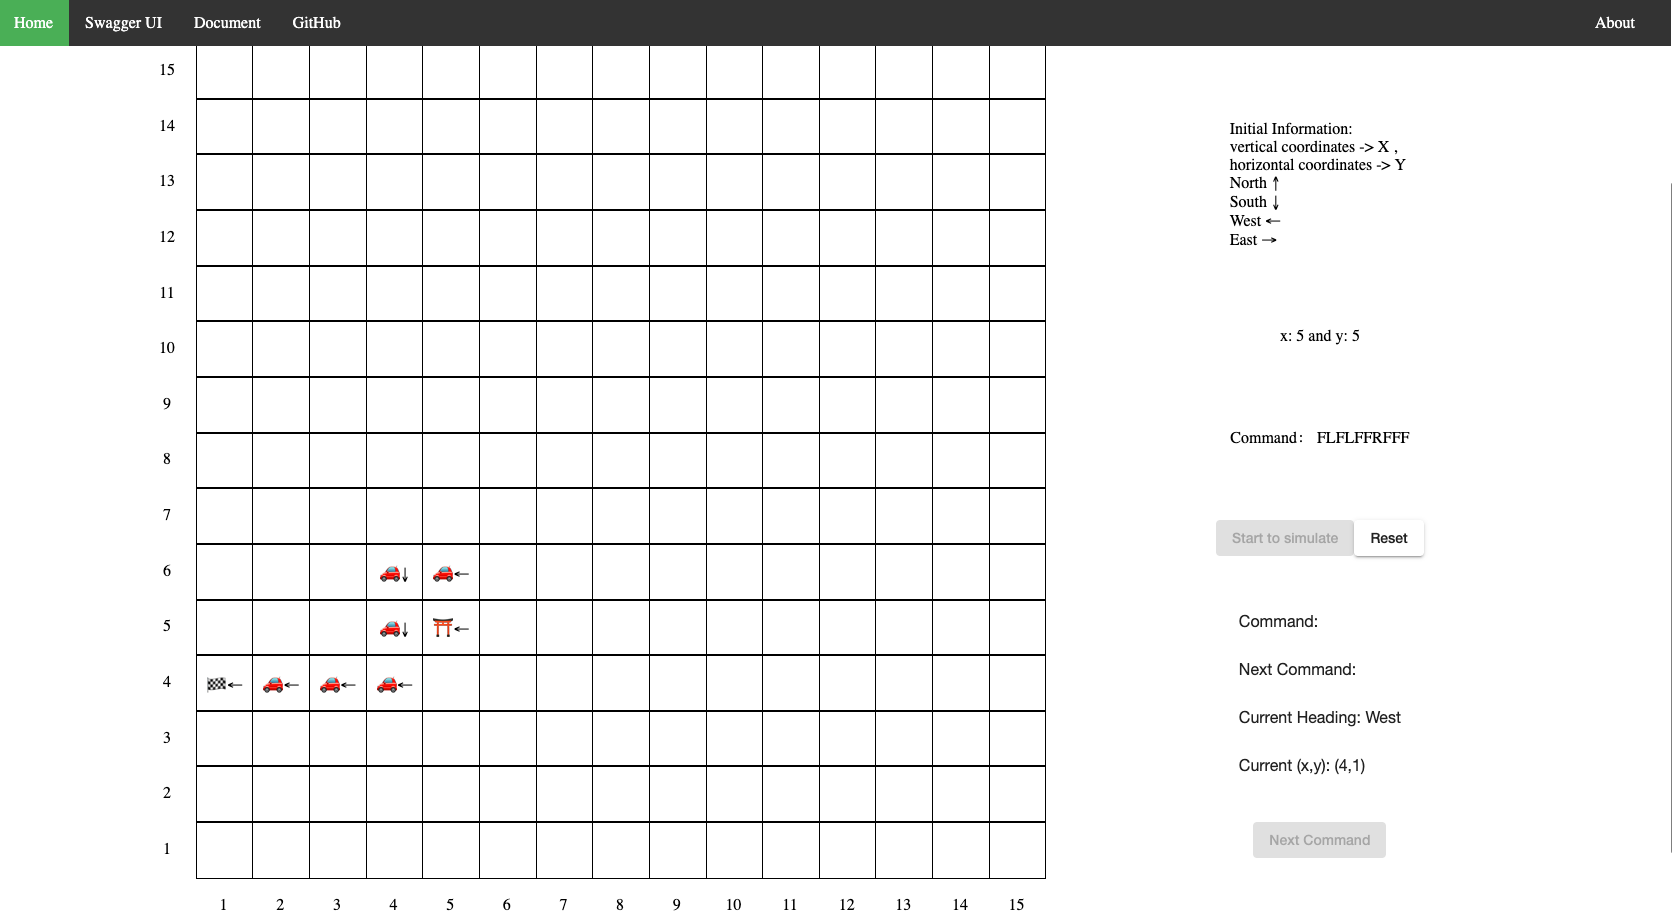 Home Swagger UI Document GitHub About
15
14
13
12
11
10
9
8
7
6
5
4
3
2
1
1 2 3 4 5 6 7 8 9 10 11 12 13 14 15
Initial Information:
vertical coordinates -> X ,
horizontal coordinates -> Y
North ↑
South ↓
West ←
East →
x: 5 and y: 5
Command: FLFLFFRFFF
Start to simulate Reset
Command:
Next Command:
Current Heading: West
Current (x,y): (4,1)
Next Command